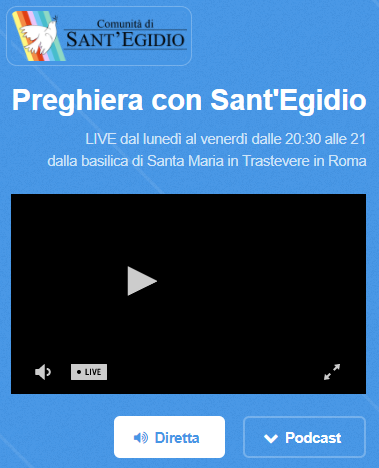 Comunità di
SANT'EGIDIO
Preghiera con Sant'Egidio
LIVE dal lunedì al venerdì dalle 20:30 alle 21
dalla basilica di Santa Maria in Trastevere in Roma
LIVE
Diretta
Podcast